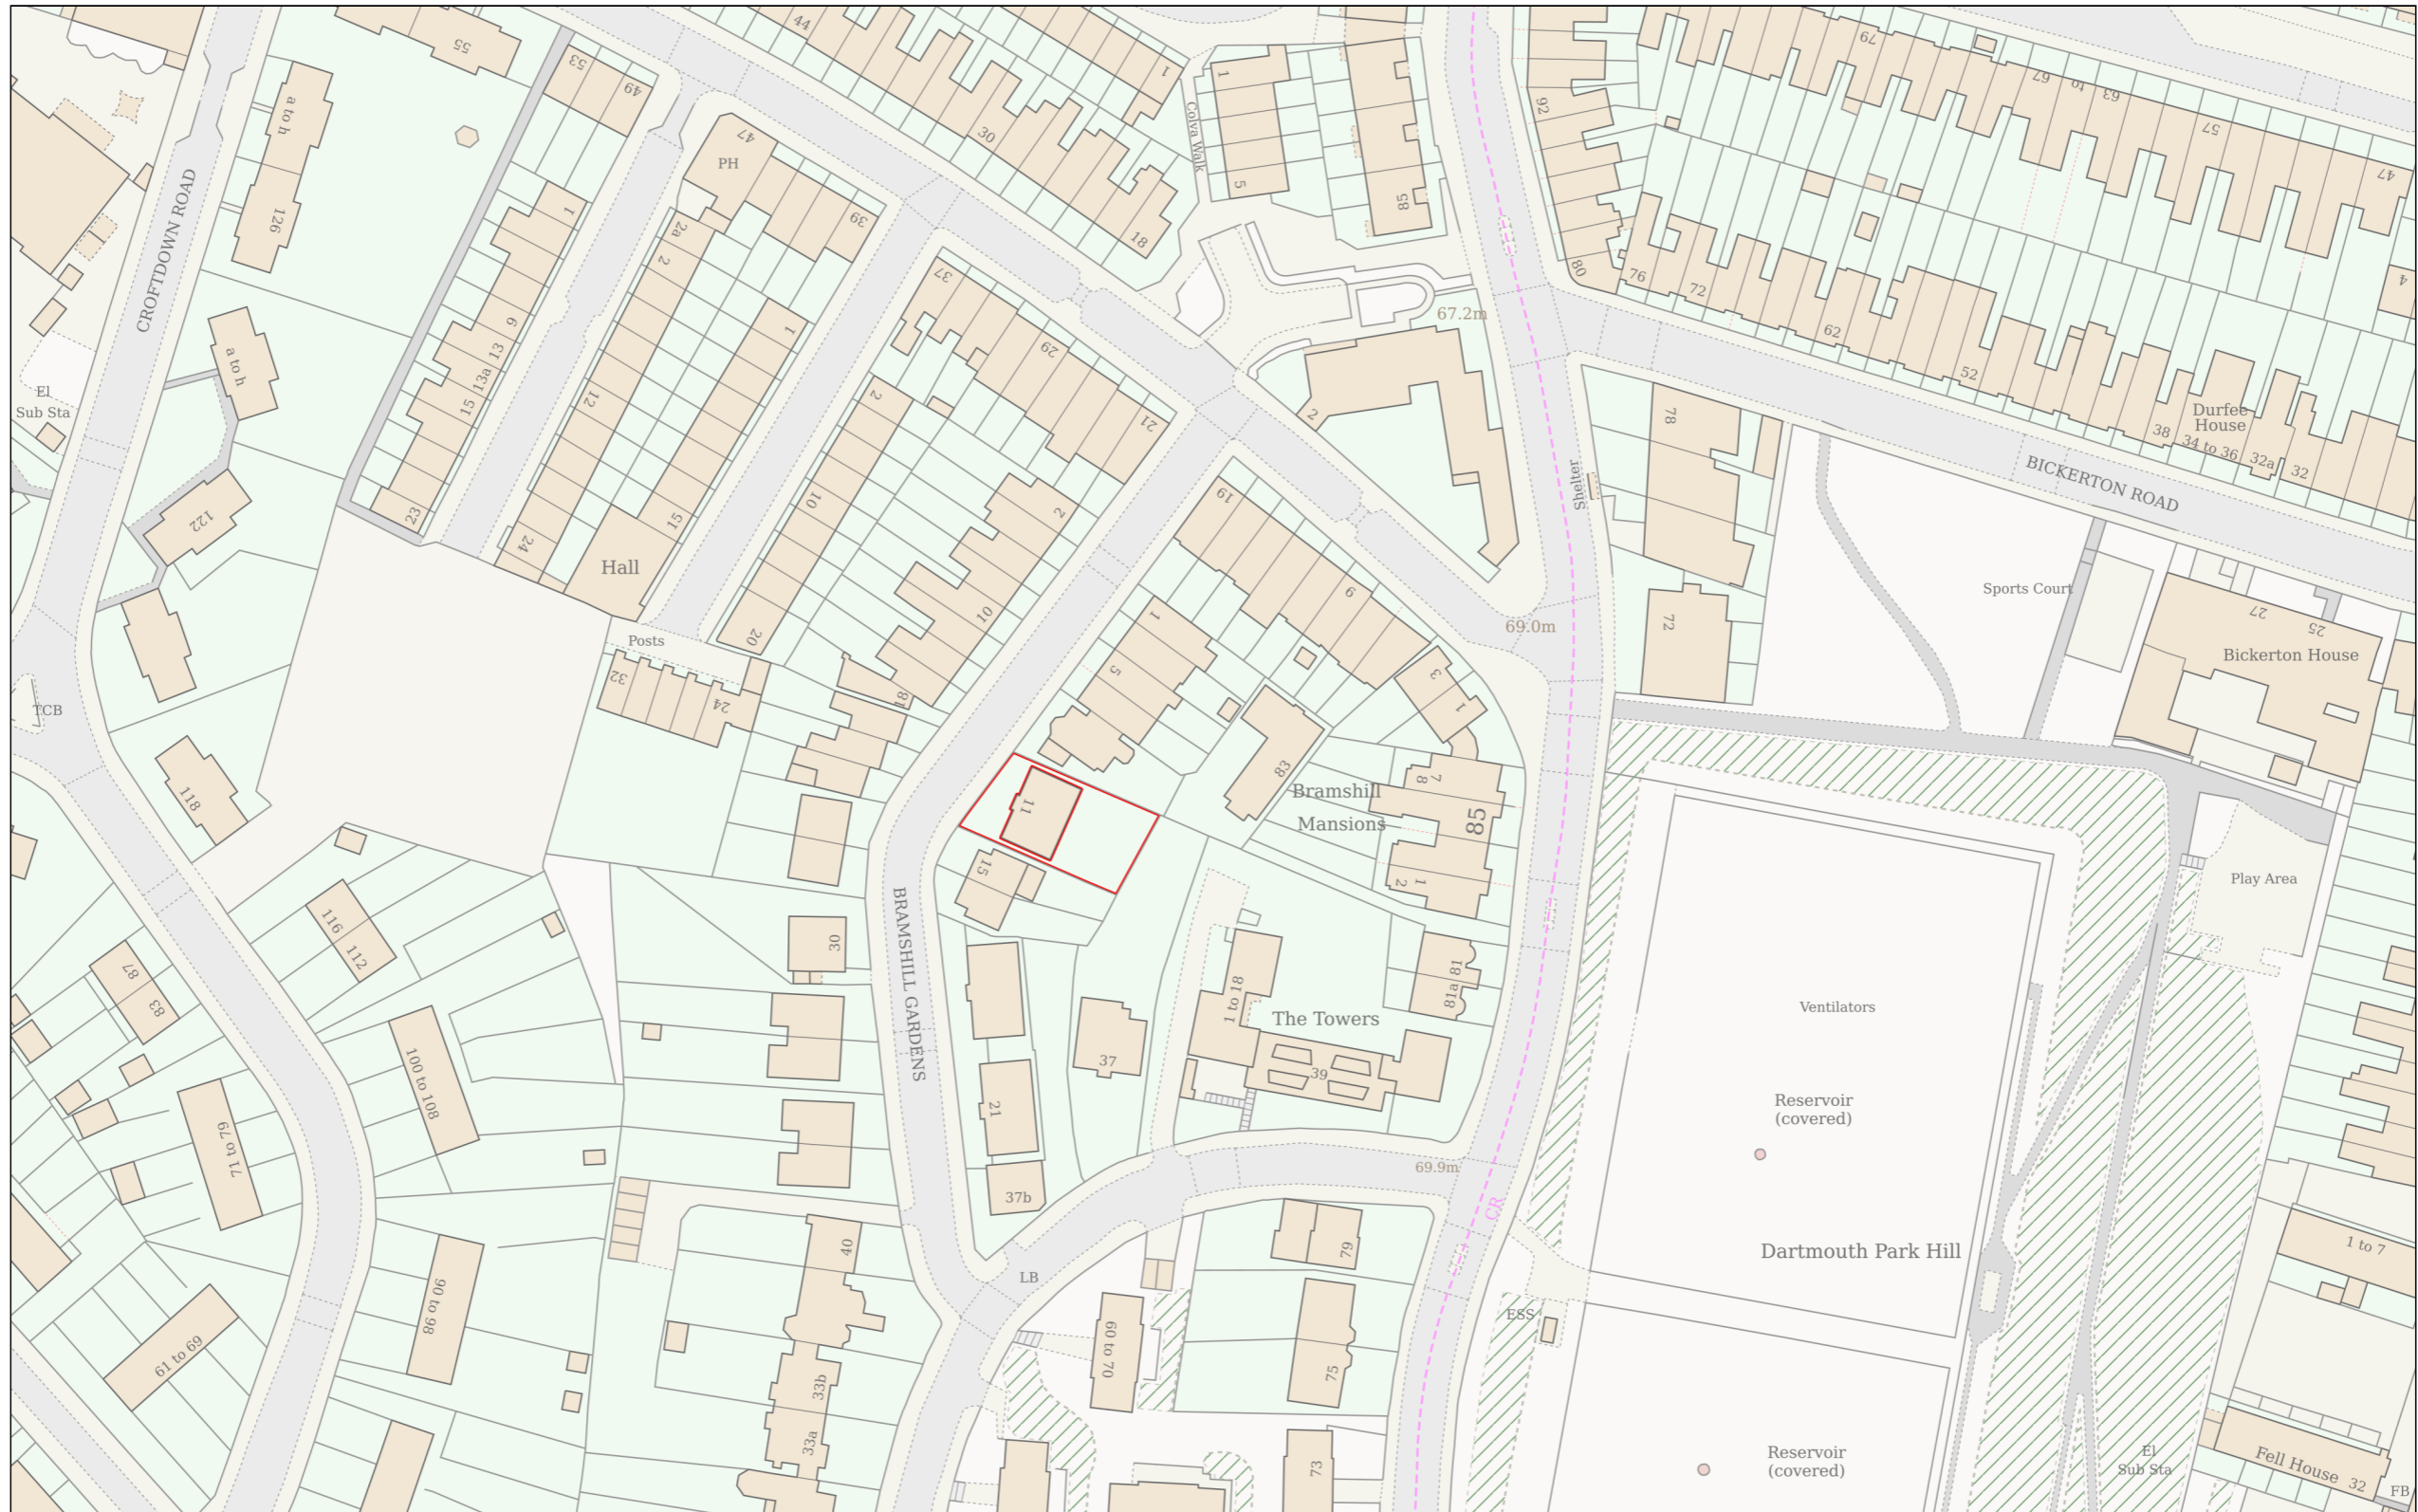 55
53
49
44
1
1
79
67
to
63
57
47
a to h
126
CROFTDOWN ROAD
PH
47
30
Colva Walk
5
85
92
80
76
72
62
52
4
39
18
1
2a
2
1
37
67.2m
29
21
2
a to h
9
13
13a
15
12
El
Sub Sta
23
122
24
Hall
15
10
20
2
10
18
19
9
Shelter
78
Durfee
House
38
34 to 36
32a
32
BICKERTON ROAD
Sports Court
27
25
Bickerton House
72
69.0m
Posts
32
24
1
5
3
1
TCB
118
11
15
83
7
8
Bramshill
Mansions
85
1
2
Play Area
116
112
87
83
30
BRAMSHILL GARDENS
81
81a
1 to 18
The Towers
39
37
21
37b
Ventilators
Reservoir
(covered)
100 to 108
71 to 79
69.9m
CR
Dartmouth Park Hill
1 to 7
40
LB
79
90 to 98
61 to 69
33b
33a
60 to 70
75
ESS
73
Reservoir
(covered)
El
Sub Sta
Fell House
32
FB